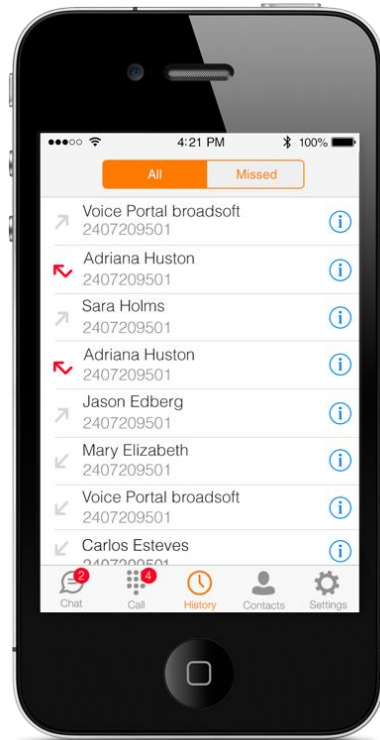 4:21 PM 100%
All Missed
Voice Portal broadsoft
2407209501
Adriana Huston
2407209501
Sara Holms
2407209501
Adriana Huston
2407209501
Jason Edberg
2407209501
Mary Elizabeth
2407209501
Voice Portal broadsoft
2407209501
Carlos Esteves
2407209501
2 4
Chat Call History Contacts Settings